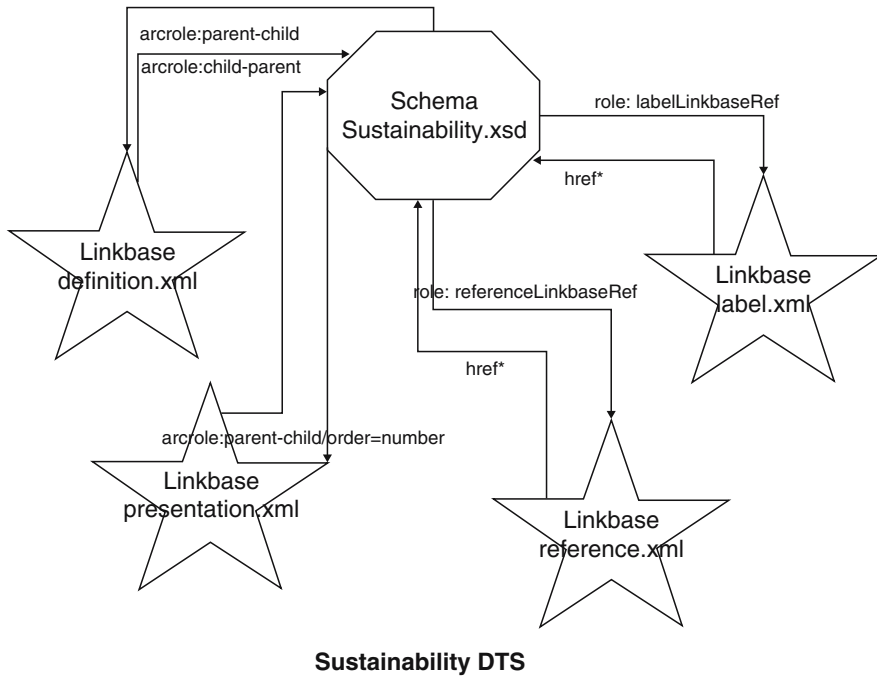 arcrole:parent-child
arcrole:child-parent
Schema
Sustainability.xsd
role: labelLinkbaseRef
href*
Linkbase
definition.xml
Linkbase
label.xml
role: referenceLinkbaseRef
href*
arcrole:parent-child/order=number
Linkbase
presentation.xml
Linkbase
reference.xml
Sustainability DTS